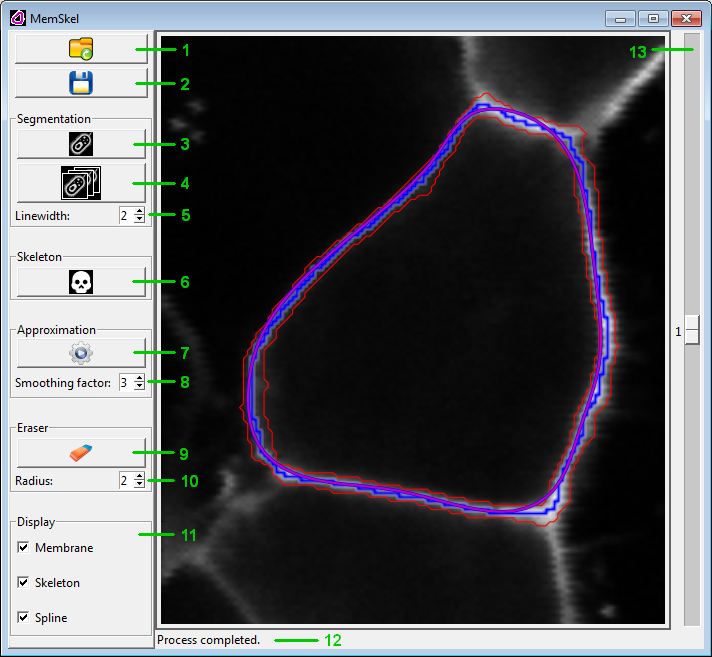 MemSkel
1
2
Segmentation
3
4
Linewidth: 2 5
Skeleton
6
Approximation
7
Smoothing factor: 3 8
Eraser
9
Radius: 2 10
Display
11
Membrane
Skeleton
Spline
13
1
Process completed. 12